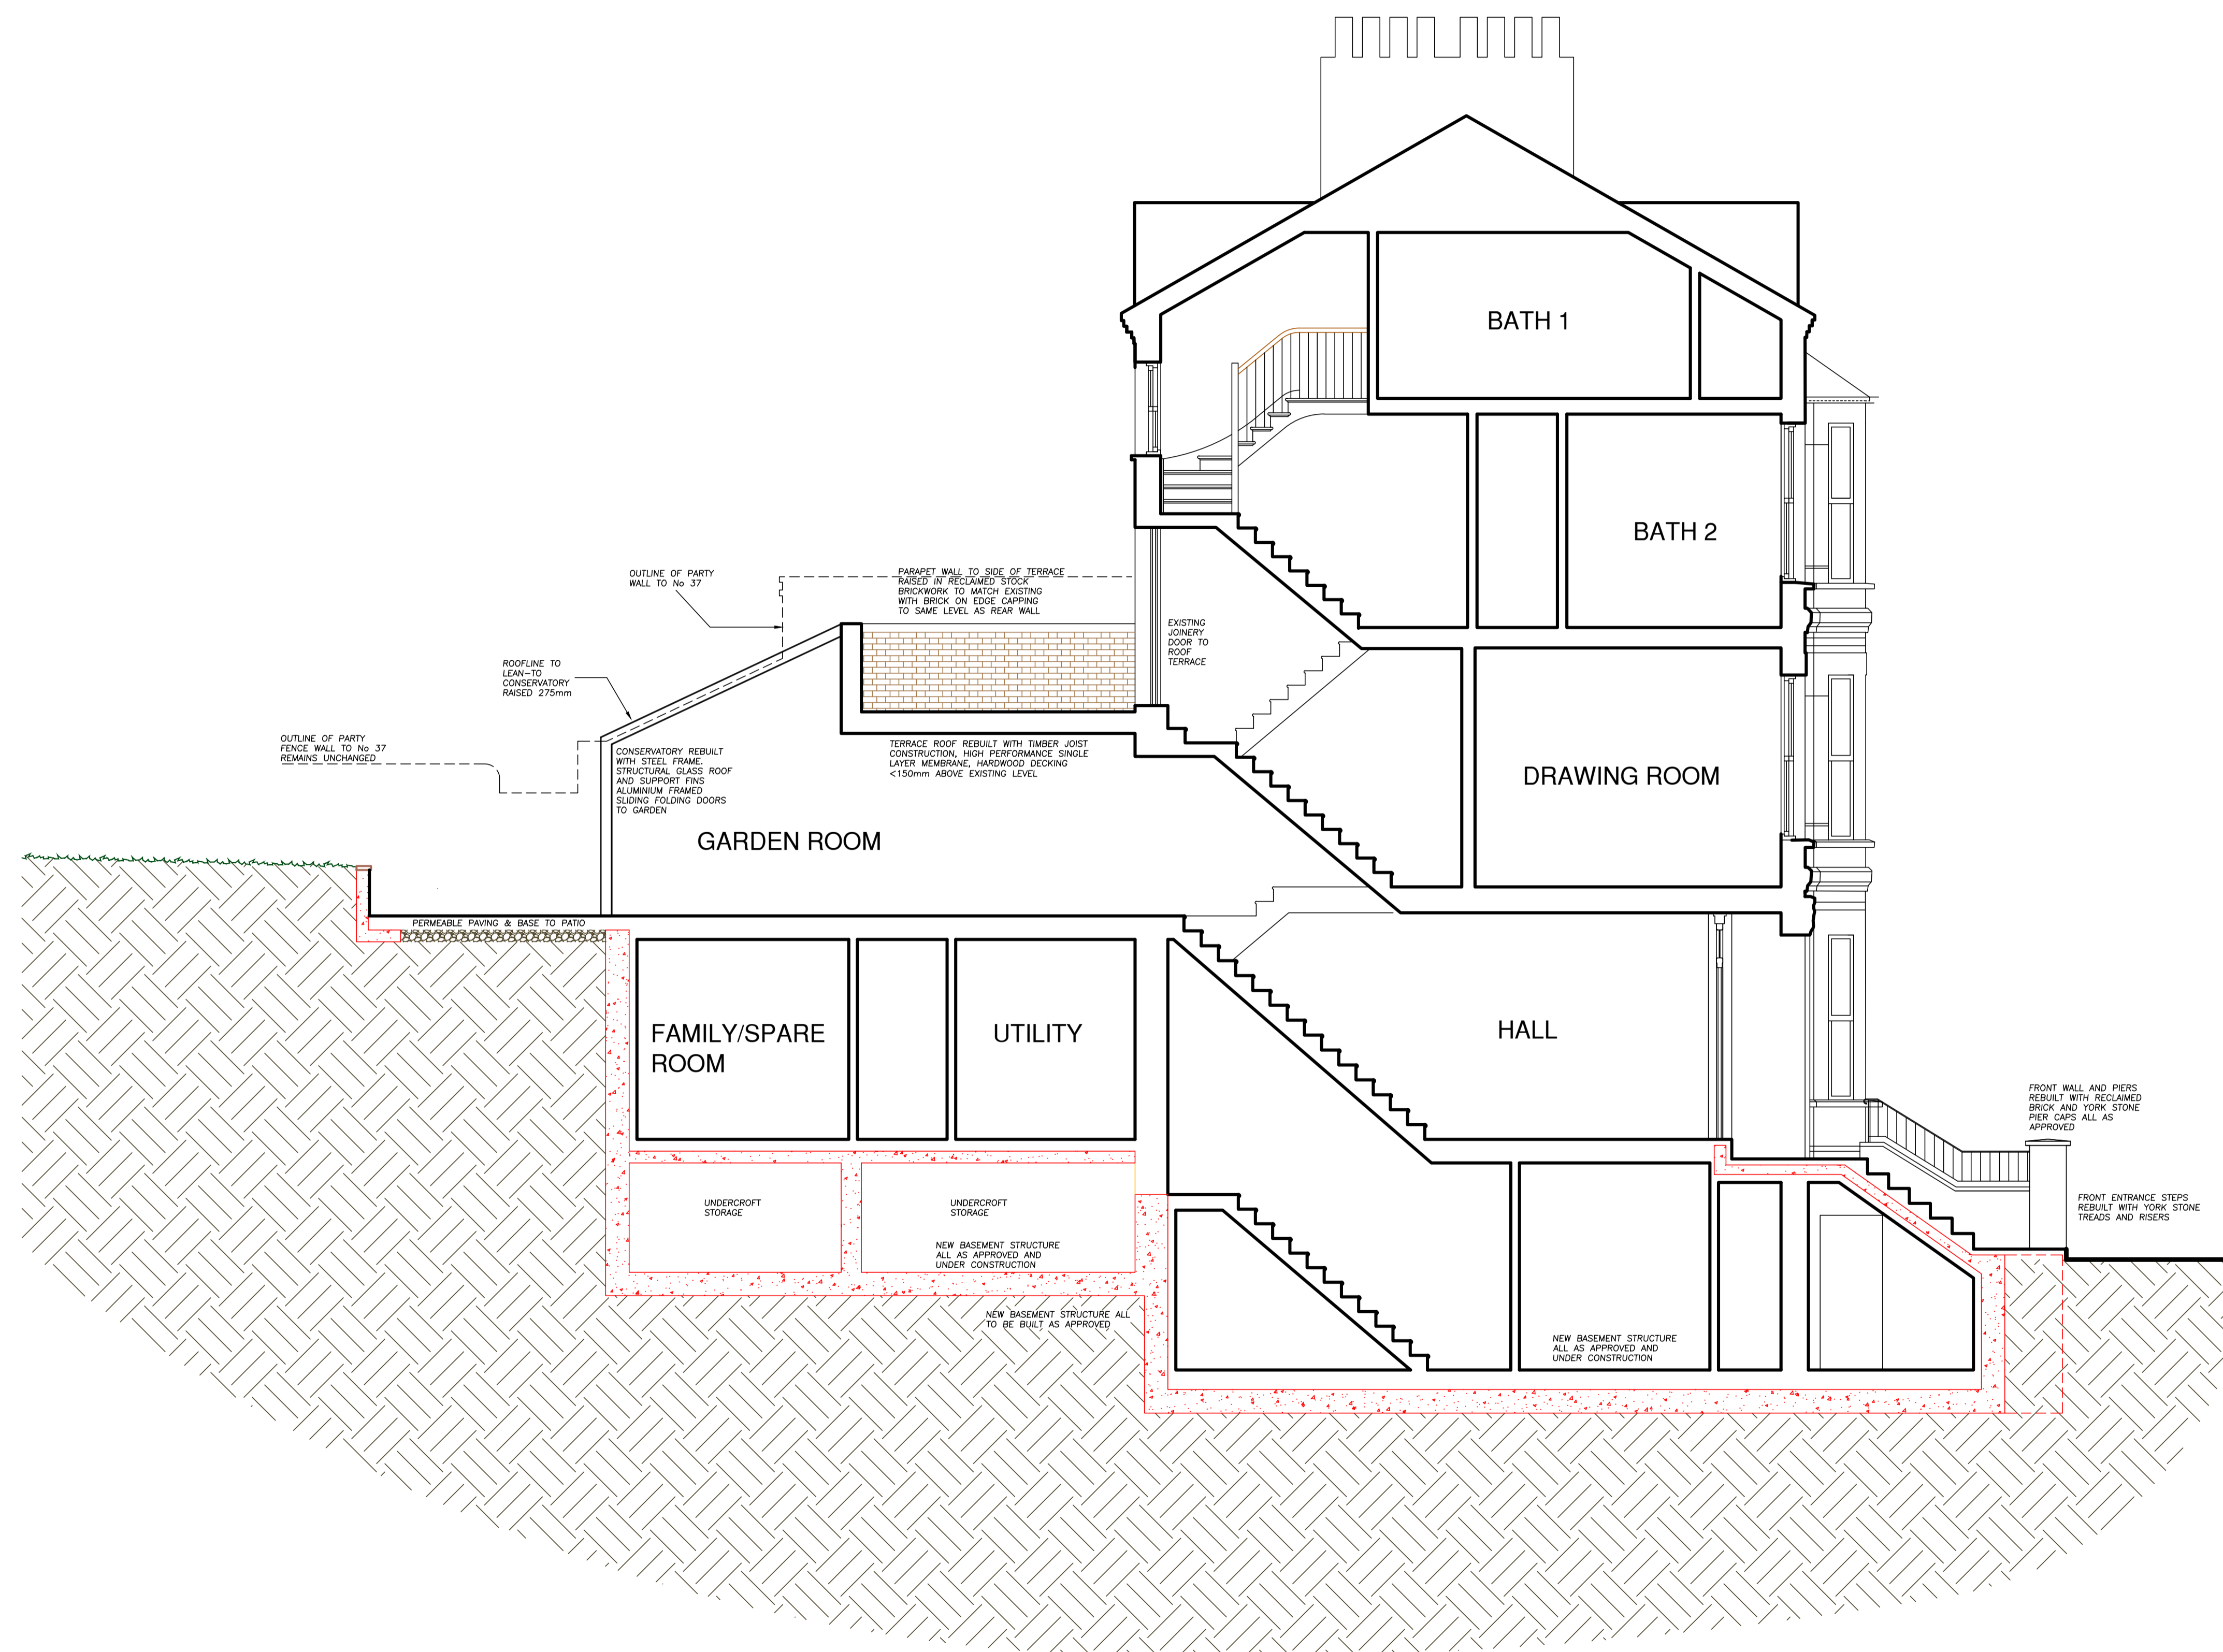 BATH 1
BATH 2
OUTLINE OF PARTY
WALL TO No 37
PARAPET WALL TO SIDE OF TERRACE
RAISED IN RECLAIMED STOCK
BRICKWORK TO MATCH EXISTING
WITH BRICK ON EDGE CAPPING
TO SAME LEVEL AS REAR WALL
EXISTING
JOINERY
DOOR TO
ROOF
TERRACE
ROOFLINE TO
LEAN-TO
CONSERVATORY
RAISED 275mm
OUTLINE OF PARTY
FENCE WALL TO No 37
REMAINS UNCHANGED
CONSERVATORY REBUILT
WITH STEEL FRAME.
STRUCTURAL GLASS ROOF
AND SUPPORT FINS
ALUMINIUM FRAMED
SLIDING FOLDING DOORS
TO GARDEN
TERRACE ROOF REBUILT WITH TIMBER JOIST
CONSTRUCTION, HIGH PERFORMANCE SINGLE
LAYER MEMBRANE, HARDWOOD DECKING
<150mm ABOVE EXISTING LEVEL
DRAWING ROOM
GARDEN ROOM
PERMEABLE PAVING & BASE TO PATIO
FAMILY/SPARE
ROOM
UTILITY
HALL
FRONT WALL AND PIERS
REBUILT WITH RECLAIMED
BRICK AND YORK STONE
PIER CAPS ALL AS
APPROVED
UNDERCROFT
STORAGE
UNDERCROFT
STORAGE
FRONT ENTRANCE STEPS
REBUILT WITH YORK STONE
TREADS AND RISERS
NEW BASEMENT STRUCTURE
ALL AS APPROVED AND
UNDER CONSTRUCTION
NEW BASEMENT STRUCTURE ALL
TO BE BUILT AS APPROVED
NEW BASEMENT STRUCTURE
ALL AS APPROVED AND
UNDER CONSTRUCTION